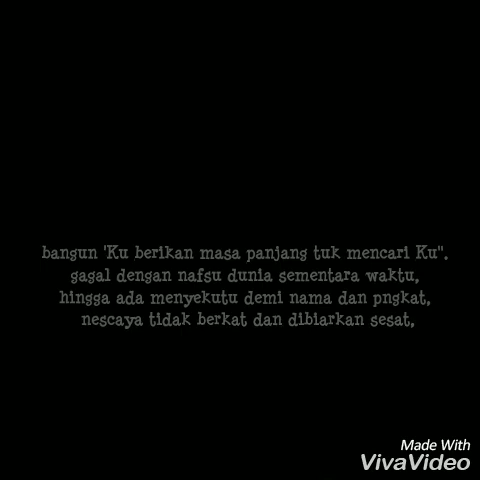 bangun 'Ku berikan masa panjang tuk mencari Ku".
gagal dengan nafsu dunia sementara waktu,
hingga ada menyekutu demi nama dan pngkat,
nescaya tidak berkat dan dibiarkan sesat,
Made With
VivaVideo